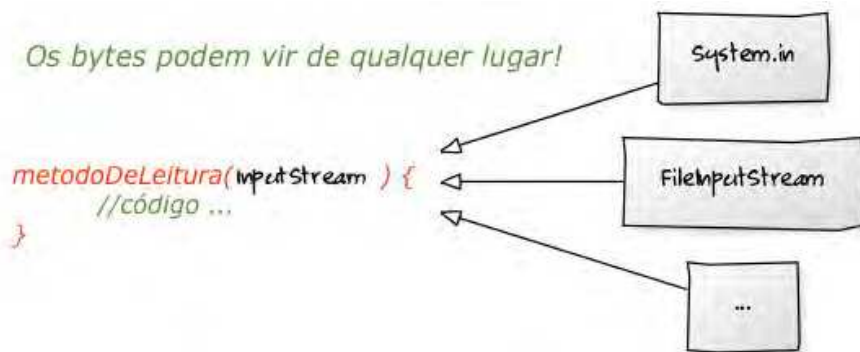 Os bytes podem vir de qualquer lugar!
System.in
metodoDeLeitura( InputStream ) {
FileInputStream
//código ...
}
...